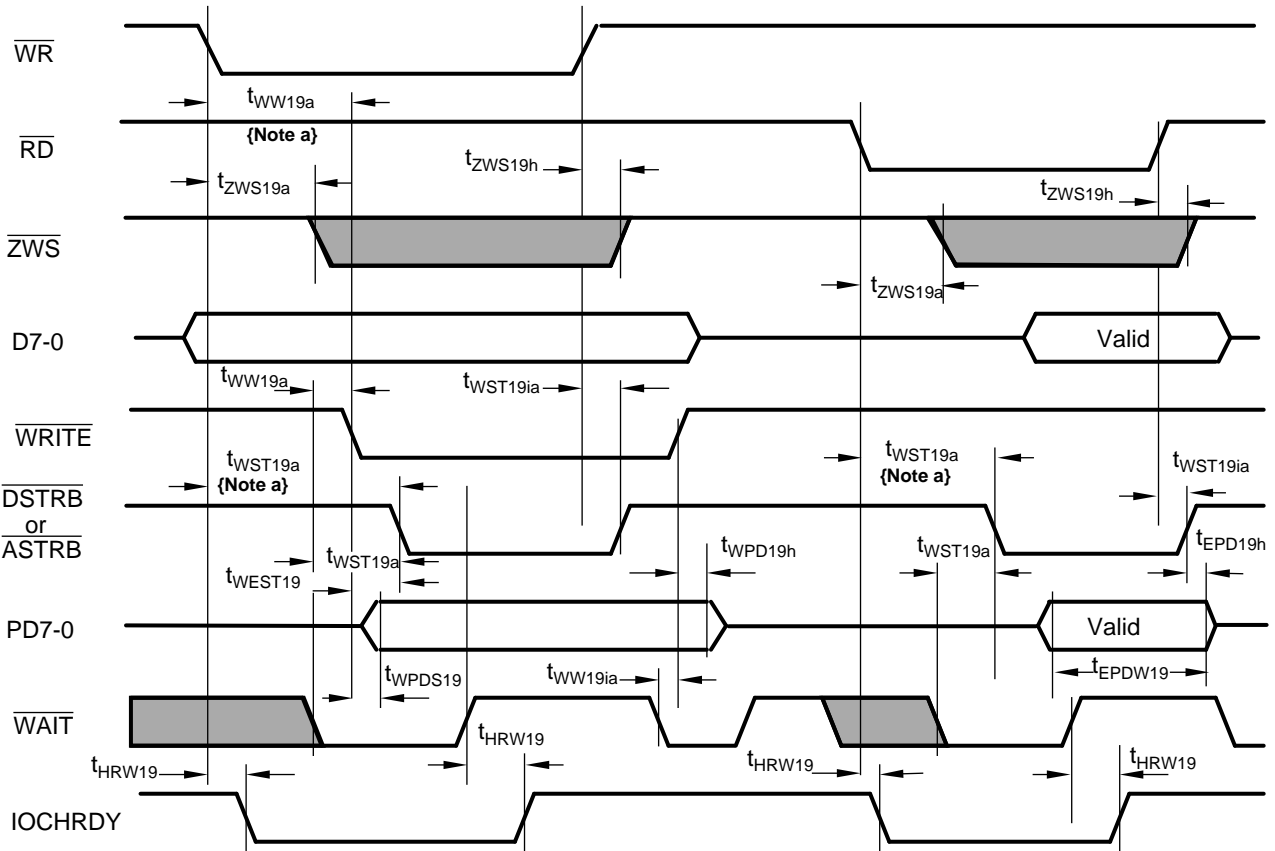 WR
tWW19a
{Note a}
RD
tZWS19h
tZWS19a
tZWS19h
ZWS
tZWS19a
D7-0
Valid
tWW19a
tWST19ia
WRITE
tWST19a
{Note a}
tWST19a
{Note a}
tWST19ia
DSTRB
or
ASTRB
tWST19a
tWPD19h
tWST19a
tEPD19h
tWEST19
PD7-0
Valid
tWPDS19
tWW19ia
tEPDW19
WAIT
tHRW19
tHRW19
tHRW19
tHRW19
IOCHRDY